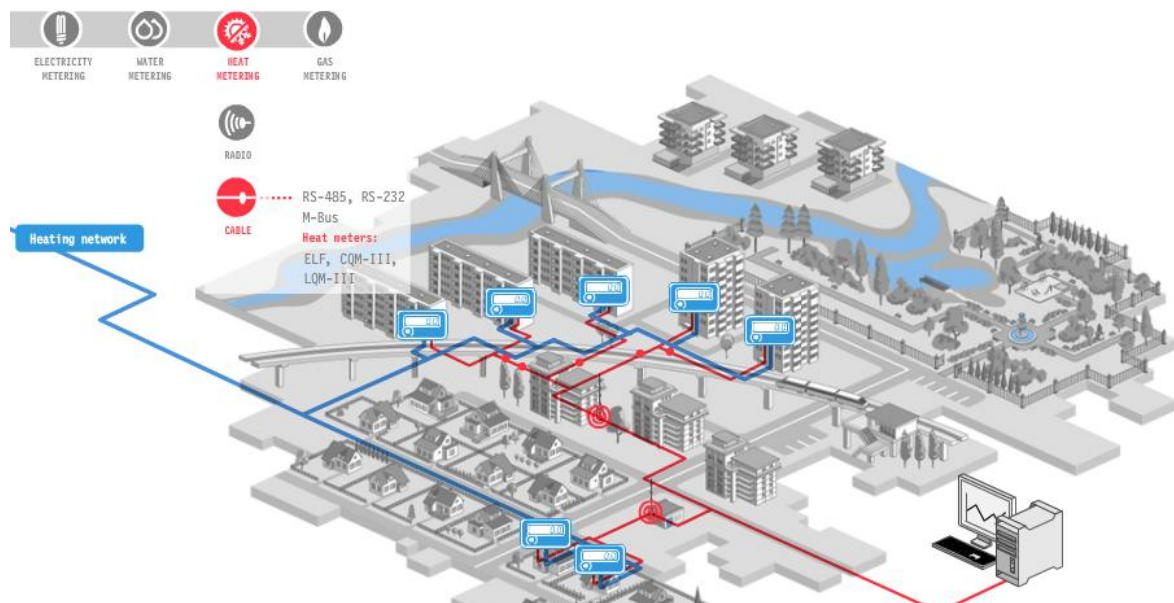 ELECTRICITY
METERING
WATER
METERING
HEAT
METERING
GAS
METERING
RADIO
CABLE
RS-485, RS-232
M-Bus
Heat meters:
ELF, CQM-III,
LQM-III
Heating network